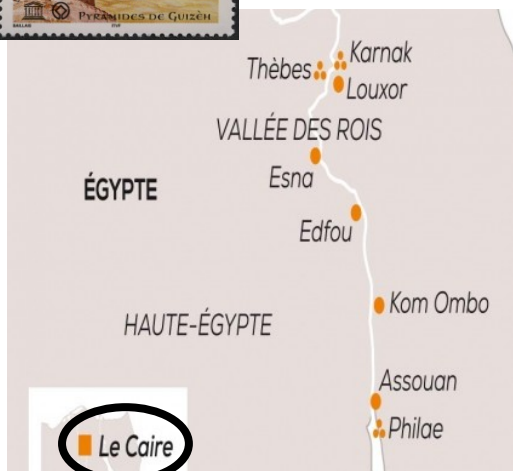 PYRAMIDES DE GUIZÈH
Karnak
Thèbes
Louxor
VALLÉE DES ROIS
Esna
ÉGYPTE
Edfou
Kom Ombo
HAUTE-ÉGYPTE
Assouan
Philae
Le Caire